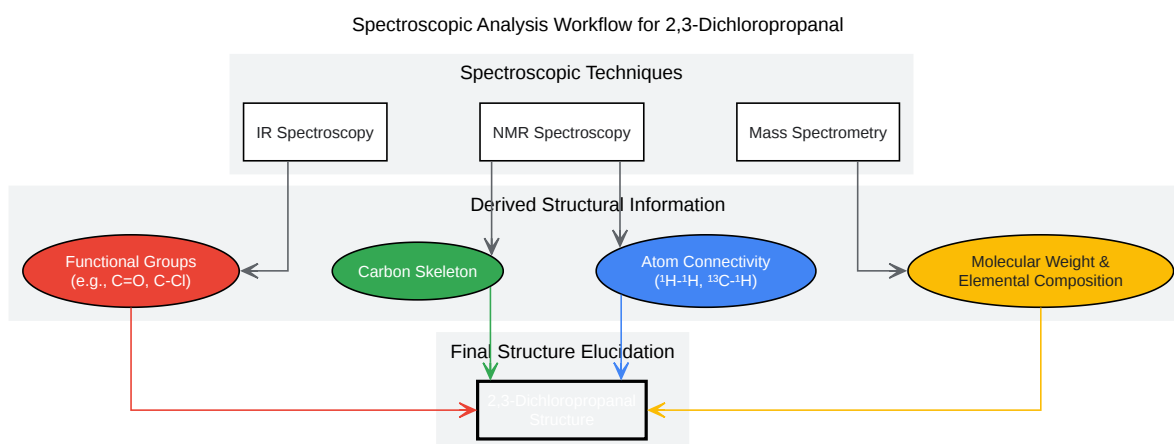 Spectroscopic Analysis Workflow for 2,3-Dichloropropanal
Spectroscopic Techniques
IR Spectroscopy
NMR Spectroscopy
Mass Spectrometry
Derived Structural Information
Functional Groups
(e.g., C=O, C-Cl)
Carbon Skeleton
Atom Connectivity
(¹H-¹H, ¹³C-¹H)
Molecular Weight &
Elemental Composition
Final Structure Elucidation
2,3-Dichloropropanal
Structure